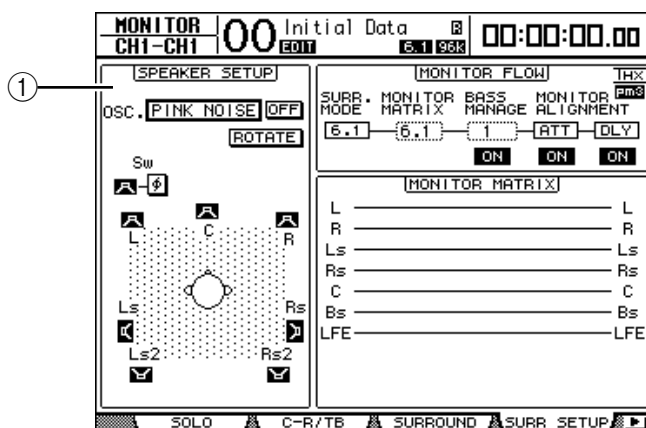 MONITOR
CH1-CH1
00
Initial Data
EDIT
6.1 96k
00:00:00.00
1
SPEAKER SETUP
OSC. PINK NOISE OFF
ROTATE
Sw
ϕ
L C R
Ls Rs
Ls2 Rs2
MONITOR FLOW
THX
pm3
SURR. MODE
MONITOR MATRIX
BASS MANAGE
MONITOR ALIGNMENT
6.1 6.1 1 ATT DLY
ON ON ON
MONITOR MATRIX
L L
R R
Ls Ls
Rs Rs
C C
Bs Bs
LFE LFE
SOLO C-R/TB SURROUND SURR SETUP